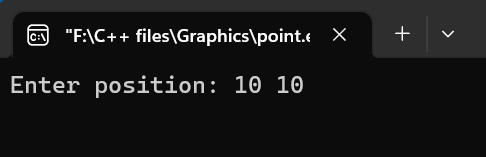 "F:\C++ files\Graphics\point.e
Enter position: 10 10